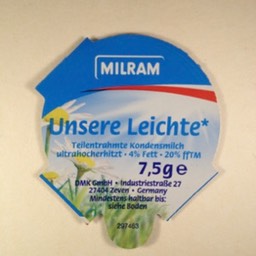 MILRAM
Unsere Leichte*
Teilentrahmte Kondensmilch
ultrahocherhitzt • 4% Fett • 20% ffTM
7,5g e
DMK GmbH • Industriestraße 27
27404 Zeven • Germany
Mindestens haltbar bis:
siehe Boden
297483